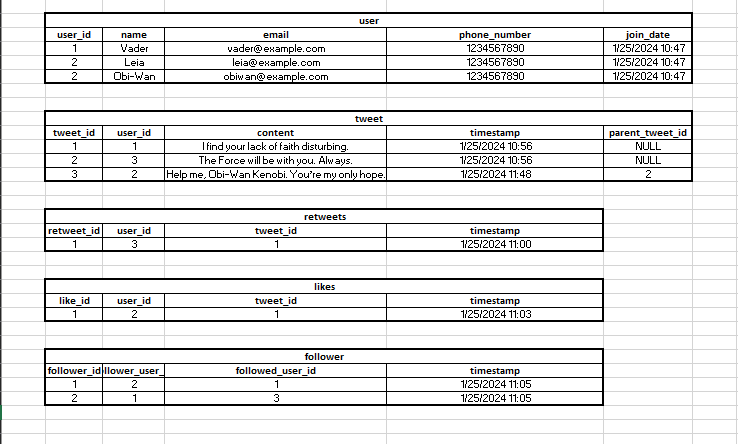 user
user_id name email phone_number join_date
1 Vader vader@example.com 1234567890 1/25/2024 10:47
2 Leia leia@example.com 1234567890 1/25/2024 10:47
2 Obi-Wan obiwan@example.com 1234567890 1/25/2024 10:47
tweet
tweet_id user_id content timestamp parent_tweet_id
1 1 I find your lack of faith disturbing. 1/25/2024 10:56 NULL
2 3 The Force will be with you. Always. 1/25/2024 10:56 NULL
3 2 Help me, Obi-Wan Kenobi. You're my only hope. 1/25/2024 11:48 2
retweets
retweet_id user_id tweet_id timestamp
1 3 1 1/25/2024 11:00
likes
like_id user_id tweet_id timestamp
1 2 1 1/25/2024 11:03
follower
follower_id llower_user_ followed_user_id timestamp
1 2 1 1/25/2024 11:05
2 1 3 1/25/2024 11:05